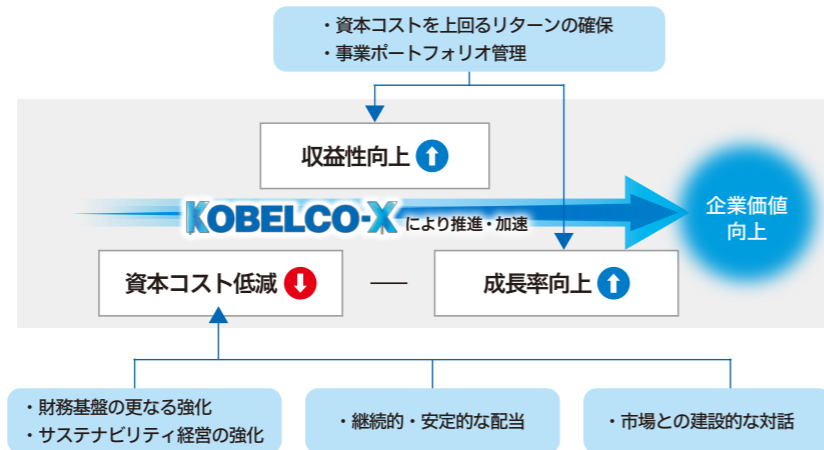 ・資本コストを上回るリターンの確保
・事業ポートフォリオ管理
収益性向上
KOBELCO-X により推進・加速
企業価値
向上
資本コスト低減 — 成長率向上
・財務基盤の更なる強化
・サステナビリティ経営の強化
・継続的・安定的な配当
・市場との建設的な対話